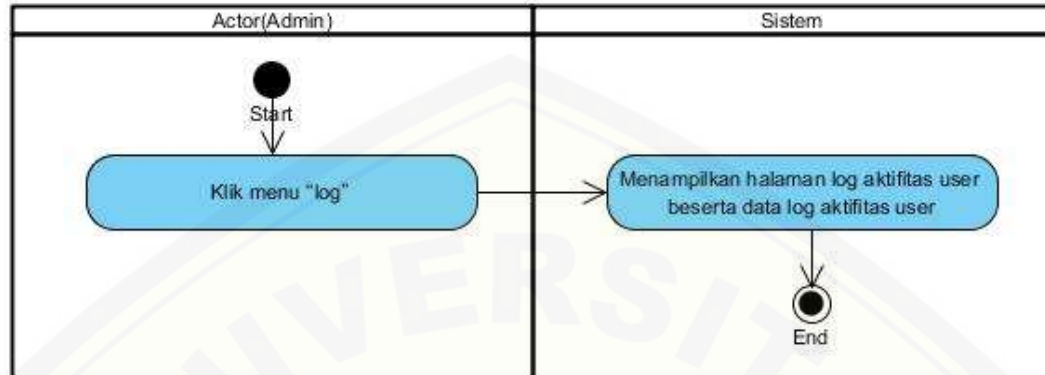 Actor(Admin)
Sistem
Start
Klik menu "log"
Menampilkan halaman log aktifitas user
beserta data log aktifitas user
End